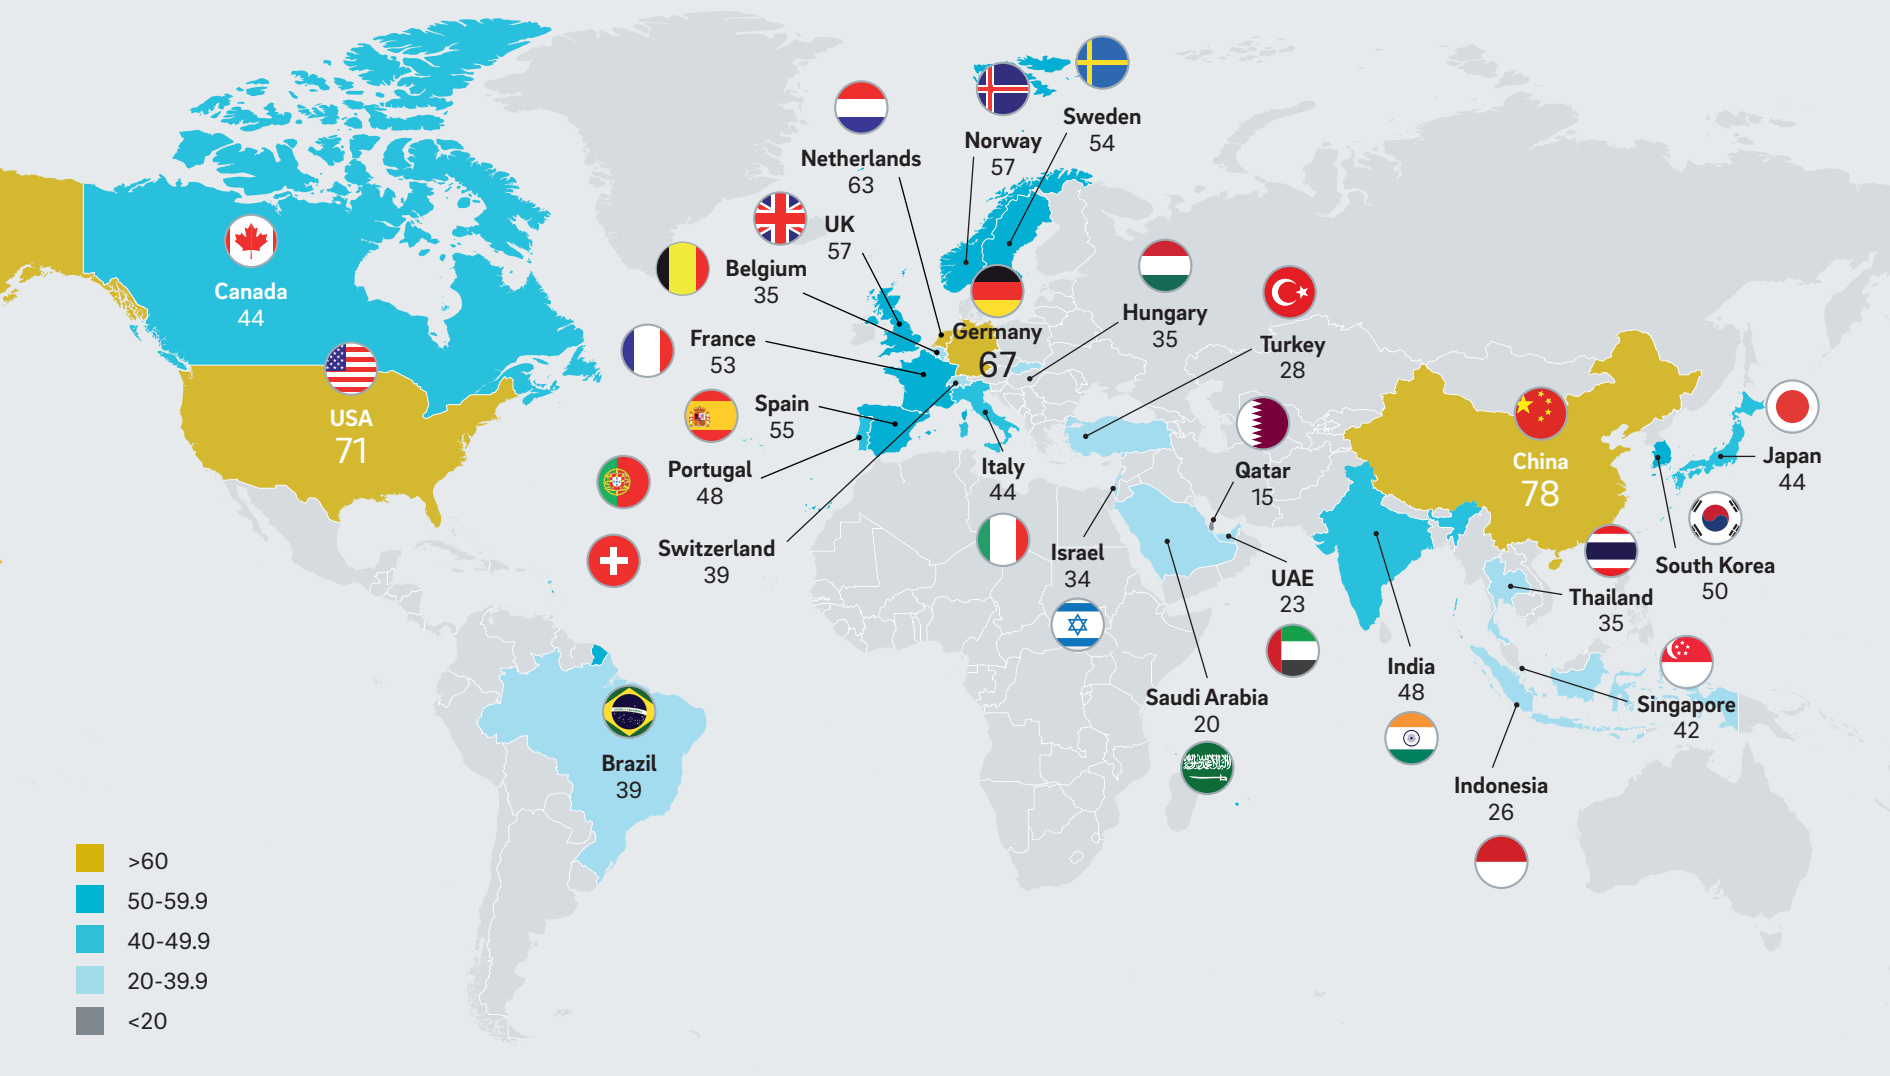 Sweden
54
Norway
57
Netherlands
63
UK
57
Belgium
35
Canada
44
Hungary
35
France
53
Germany
67
Turkey
28
USA
71
Spain
55
Italy
44
Qatar
15
China
78
Japan
44
Portugal
48
Switzerland
39
Israel
34
UAE
23
South Korea
50
Thailand
35
India
48
Saudi Arabia
20
Singapore
42
Brazil
39
Indonesia
26
>60
50-59.9
40-49.9
20-39.9
<20